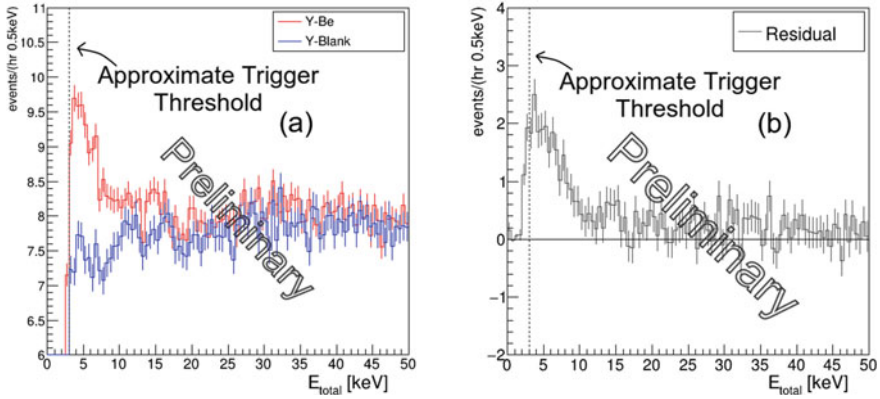 11
10.5
10
9.5
9
8.5
8
7.5
7
6.5
6
events/(hr 0.5keV)
Y-Be
Y-Blank
Approximate Trigger
Threshold
(a)
Preliminary
0 5 10 15 20 25 30 35 40 45 50
E_total [keV]
4
3
2
1
0
−1
−2
events/(hr 0.5keV)
Residual
Approximate Trigger
Threshold
(b)
Preliminary
0 5 10 15 20 25 30 35 40 45 50
E_total [keV]